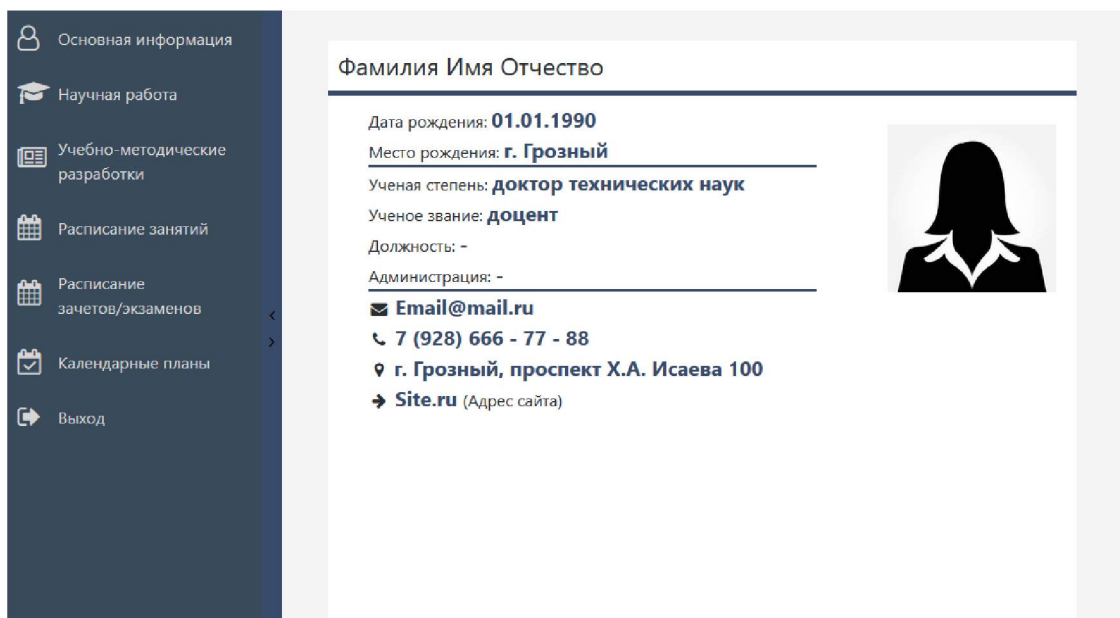 Основная информация
Научная работа
Учебно-методические
разработки
Расписание занятий
Расписание
зачетов/экзаменов
Календарные планы
Выход
Фамилия Имя Отчество
Дата рождения: 01.01.1990
Место рождения: г. Грозный
Ученая степень: доктор технических наук
Ученое звание: доцент
Должность: -
Администрация: -
Email@mail.ru
7 (928) 666 - 77 - 88
г. Грозный, проспект Х.А. Исаева 100
Site.ru (Адрес сайта)